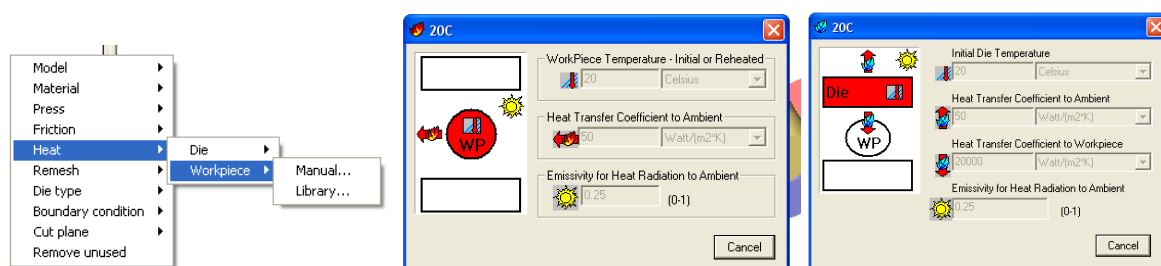 Model
Material
Press
Friction
Heat
Remesh
Die type
Boundary condition
Cut plane
Remove unused
Die
Workpiece
Manual...
Library...
20C
WorkPiece Temperature - Initial or Reheated
20 Celsius
Heat Transfer Coefficient to Ambient
50 Watt/(m2*K)
WP
Emissivity for Heat Radiation to Ambient
0.25 (0-1)
Cancel
20C
Initial Die Temperature
20 Celsius
Die
Heat Transfer Coefficient to Ambient
50 Watt/(m2*K)
WP
Heat Transfer Coefficient to Workpiece
20000 Watt/(m2*K)
Emissivity for Heat Radiation to Ambient
0.25 (0-1)
Cancel